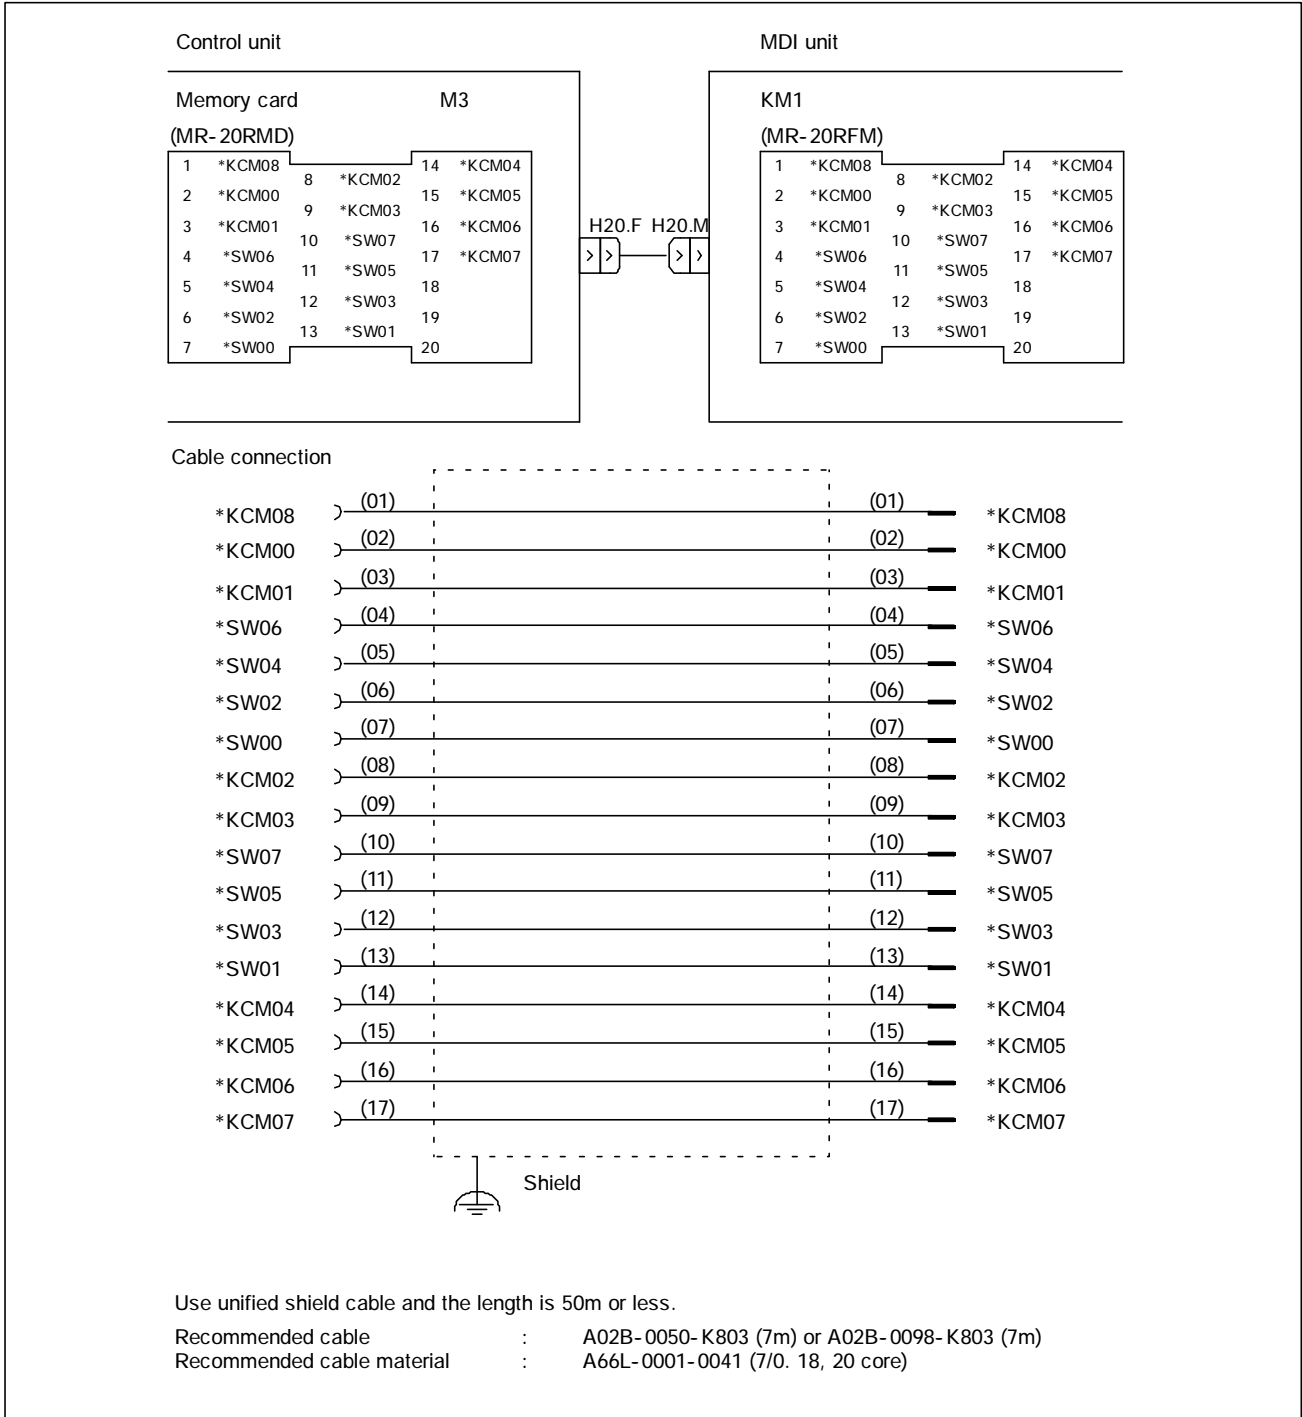 Control unit
MDI unit
Memory card M3
KM1
(MR-20RMD)
(MR-20RFM)
1 *KCM08 14 *KCM04
8 *KCM02
2 *KCM00 15 *KCM05
9 *KCM03
3 *KCM01 16 *KCM06
10 *SW07
4 *SW06 17 *KCM07
11 *SW05
5 *SW04 18
12 *SW03
6 *SW02 19
13 *SW01
7 *SW00 20
H20.F H20.M
1 *KCM08 14 *KCM04
8 *KCM02
2 *KCM00 15 *KCM05
9 *KCM03
3 *KCM01 16 *KCM06
10 *SW07
4 *SW06 17 *KCM07
11 *SW05
5 *SW04 18
12 *SW03
6 *SW02 19
13 *SW01
7 *SW00 20
Cable connection
*KCM08 (01) (01) *KCM08
*KCM00 (02) (02) *KCM00
*KCM01 (03) (03) *KCM01
*SW06 (04) (04) *SW06
*SW04 (05) (05) *SW04
*SW02 (06) (06) *SW02
*SW00 (07) (07) *SW00
*KCM02 (08) (08) *KCM02
*KCM03 (09) (09) *KCM03
*SW07 (10) (10) *SW07
*SW05 (11) (11) *SW05
*SW03 (12) (12) *SW03
*SW01 (13) (13) *SW01
*KCM04 (14) (14) *KCM04
*KCM05 (15) (15) *KCM05
*KCM06 (16) (16) *KCM06
*KCM07 (17) (17) *KCM07
Shield
Use unified shield cable and the length is 50m or less.
Recommended cable : A02B-0050-K803 (7m) or A02B-0098-K803 (7m)
Recommended cable material : A66L-0001-0041 (7/0. 18, 20 core)